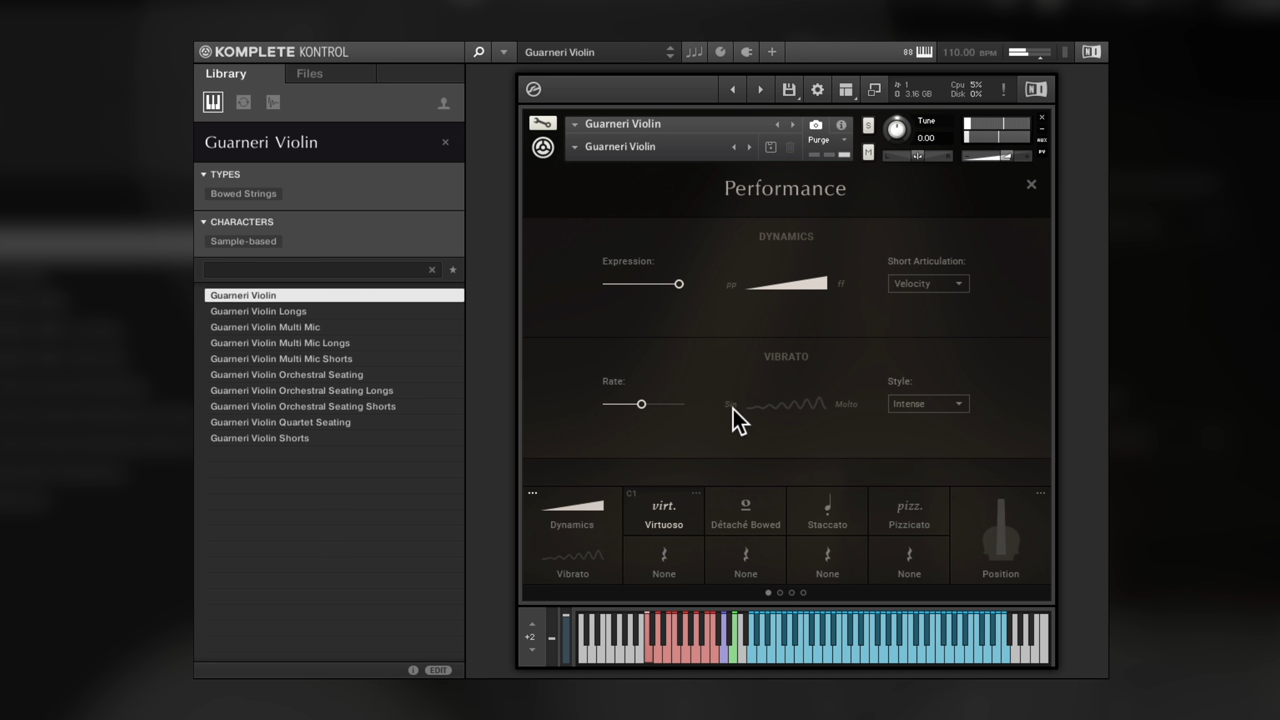 KOMPLETE KONTROL
Guarneri Violin
110.00 BPM
Library
Files
Guarneri Violin
TYPES
Bowed Strings
CHARACTERS
Sample-based
Guarneri Violin
Guarneri Violin Longs
Guarneri Violin Multi Mic
Guarneri Violin Multi Mic Longs
Guarneri Violin Multi Mic Shorts
Guarneri Violin Orchestral Seating
Guarneri Violin Orchestral Seating Longs
Guarneri Violin Orchestral Seating Shorts
Guarneri Violin Quartet Seating
Guarneri Violin Shorts
EDIT
1
0 3.16 GB
Cpu 5%
Disk 0%
Guarneri Violin
Guarneri Violin
Purge
S
M
Tune
0.00
L
R
AUX
PV
Performance
DYNAMICS
Expression:
pp
ff
Short Articulation:
Velocity
VIBRATO
Rate:
Molto
Style:
Intense
Dynamics
Vibrato
C1
virt.
Virtuoso
Détaché Bowed
Staccato
pizz.
Pizzicato
None
None
None
None
Position
+2